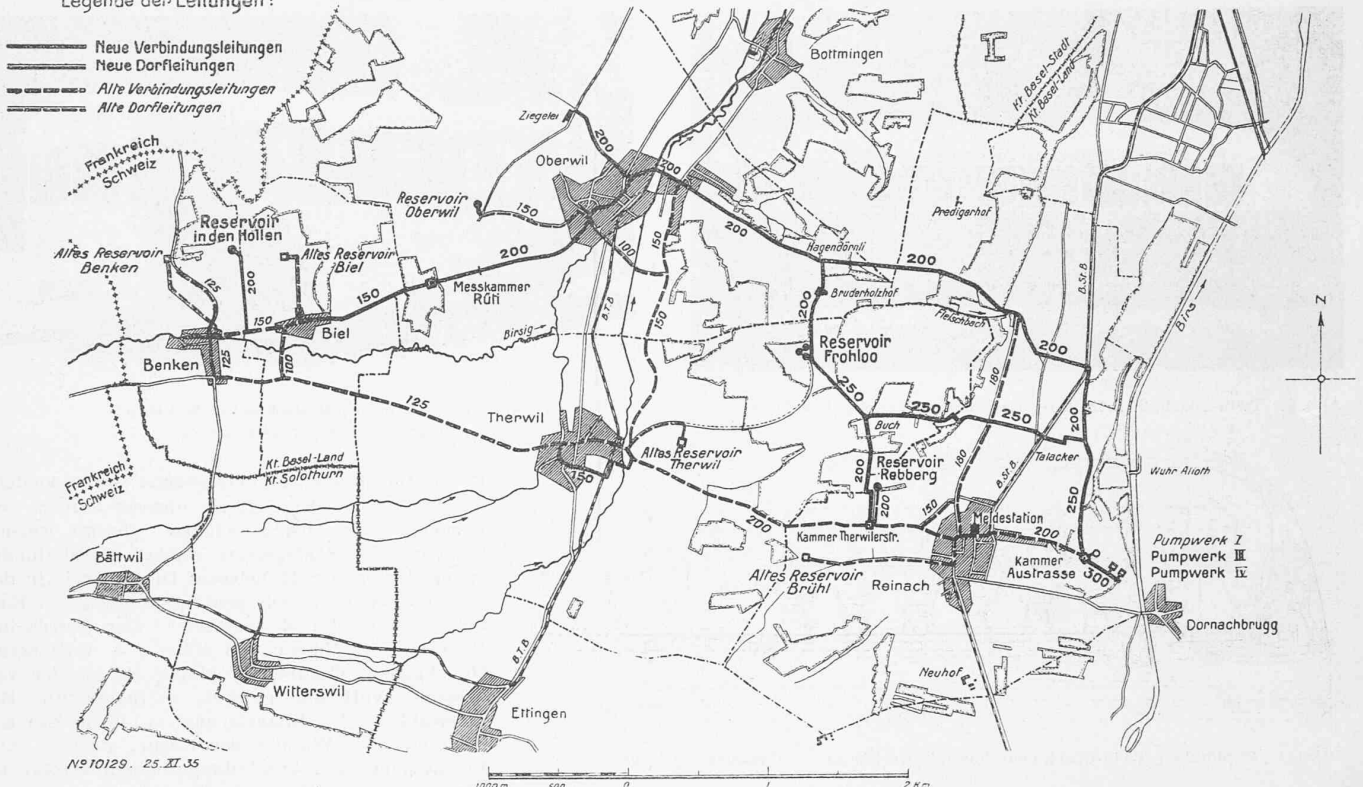 Legende der Leitungen:
Neue Verbindungsleitungen
Neue Dorfleitungen
Alte Verbindungsleitungen
Alte Dorfleitungen
Bottmingen
Kt. Basel-Stadt
Kt. Basel-Land
Ziegelei
200
Oberwil
200
Frankreich
Schweiz
Reservoir
Oberwil
150
Reservoir
in den Hollen
Altes Reservoir
Benken
Altes Reservoir
Biel
125
200
200
100
150
Predigerhof
200
Hagendörnli
200
B.St.B.
Birs
Messkammer
Rüti
150
150
Biel
B.T.B
150
200
Bruderholzhof
Fleischbach
Birsig
Reservoir
Frohloo
Benken
125
100
180
N
125
Therwil
250
250
Buch
250
200
Talacker
Altes Reservoir
Therwil
150
Kt. Basel-Land
Kt. Solothurn
Frankreich
Schweiz
200
Reservoir
Rebberg
200
180
B.St.B.
250
Wuhr Alioth
200
150
Meldestation
200
Kammer Therwilerstr.
Kammer
Austrasse
300
Pumpwerk I
Pumpwerk III
Pumpwerk IV
Bättwil
Altes Reservoir
Brühl
Reinach
Dornachbrugg
B.T.B
Witterswil
Ettingen
Neuhof
Nº 10129. 25. XI 35
1000 m 500 0 1 2 Km